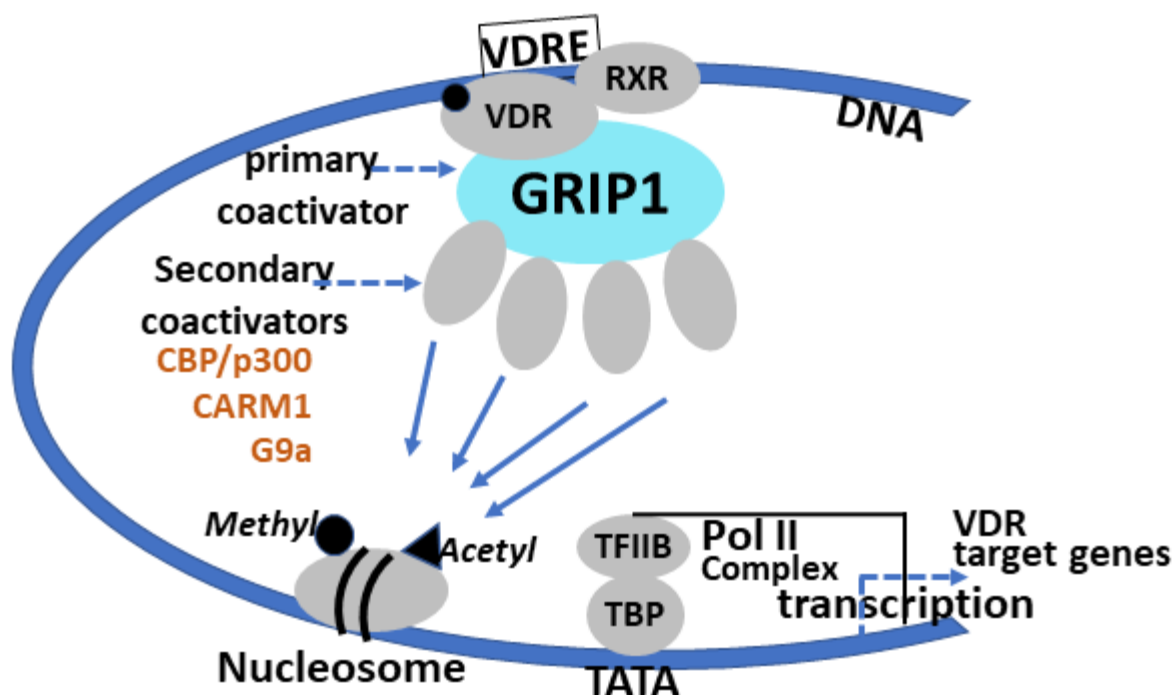 VDRE
RXR
VDR
DNA
primary
coactivator
GRIP1
Secondary
coactivators
CBP/p300
CARM1
G9a
Methyl
Acetyl
Nucleosome
TFIIB
TBP
TATA
Pol II
Complex
transcription
VDR
target genes